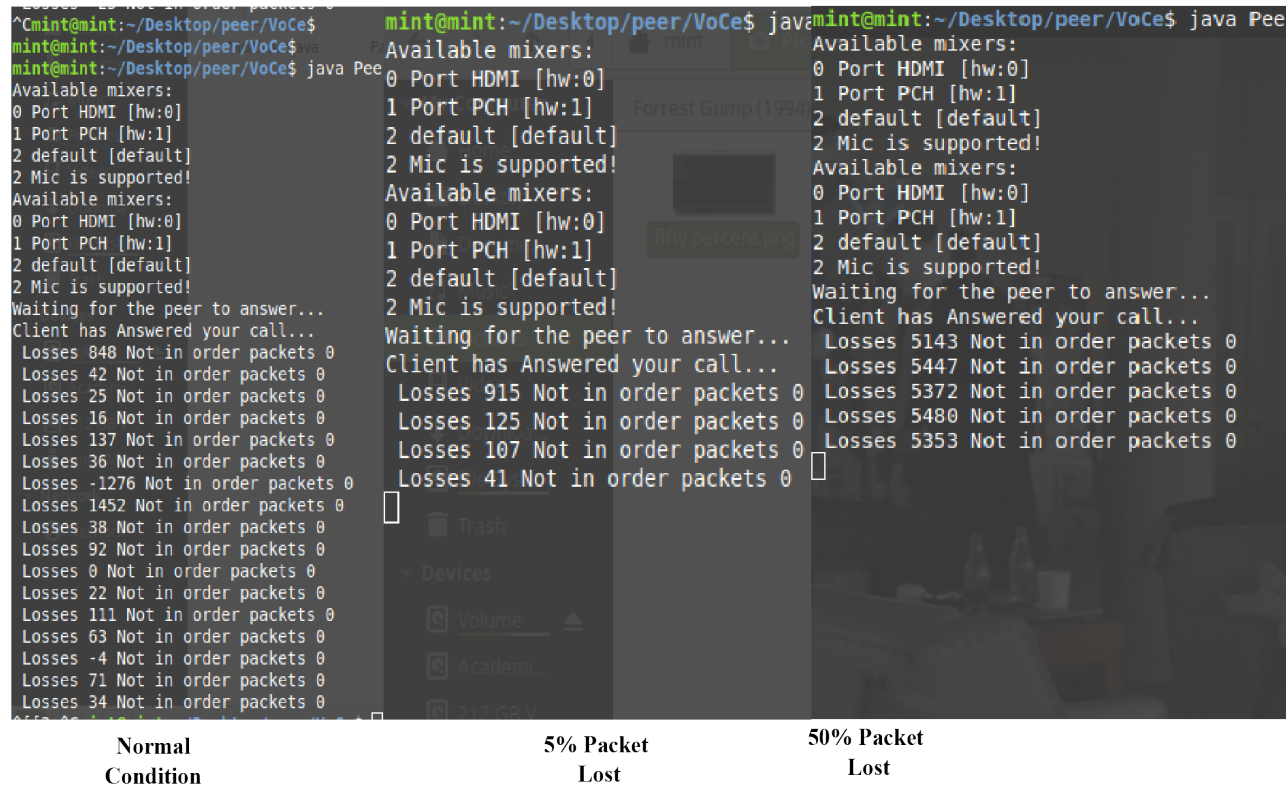 ^Cmint@mint:~/Desktop/peer/VoCe$
mint@mint:~/Desktop/peer/VoCe$
mint@mint:~/Desktop/peer/VoCe$ java Pee
Available mixers:
0 Port HDMI [hw:0]
1 Port PCH [hw:1]
2 default [default]
2 Mic is supported!
Available mixers:
0 Port HDMI [hw:0]
1 Port PCH [hw:1]
2 default [default]
2 Mic is supported!
Waiting for the peer to answer...
Client has Answered your call...
Losses 848 Not in order packets 0
Losses 42 Not in order packets 0
Losses 25 Not in order packets 0
Losses 16 Not in order packets 0
Losses 137 Not in order packets 0
Losses 36 Not in order packets 0
Losses -1276 Not in order packets 0
Losses 1452 Not in order packets 0
Losses 38 Not in order packets 0
Losses 92 Not in order packets 0
Losses 0 Not in order packets 0
Losses 22 Not in order packets 0
Losses 111 Not in order packets 0
Losses 63 Not in order packets 0
Losses -4 Not in order packets 0
Losses 71 Not in order packets 0
Losses 34 Not in order packets 0
Normal
Condition
mint@mint:~/Desktop/peer/VoCe$ java
Available mixers:
0 Port HDMI [hw:0]
1 Port PCH [hw:1]
2 default [default]
2 Mic is supported!
Available mixers:
0 Port HDMI [hw:0]
1 Port PCH [hw:1]
2 default [default]
2 Mic is supported!
Waiting for the peer to answer...
Client has Answered your call...
Losses 915 Not in order packets 0
Losses 125 Not in order packets 0
Losses 107 Not in order packets 0
Losses 41 Not in order packets 0
mint
Forrest Gump (1994)
fifty percent.png
Trash
Devices
Volume
Academi...
212 GB V
5% Packet
Lost
mint@mint:~/Desktop/peer/VoCe$ java Pee
Available mixers:
0 Port HDMI [hw:0]
1 Port PCH [hw:1]
2 default [default]
2 Mic is supported!
Available mixers:
0 Port HDMI [hw:0]
1 Port PCH [hw:1]
2 default [default]
2 Mic is supported!
Waiting for the peer to answer...
Client has Answered your call...
Losses 5143 Not in order packets 0
Losses 5447 Not in order packets 0
Losses 5372 Not in order packets 0
Losses 5480 Not in order packets 0
Losses 5353 Not in order packets 0
50% Packet
Lost